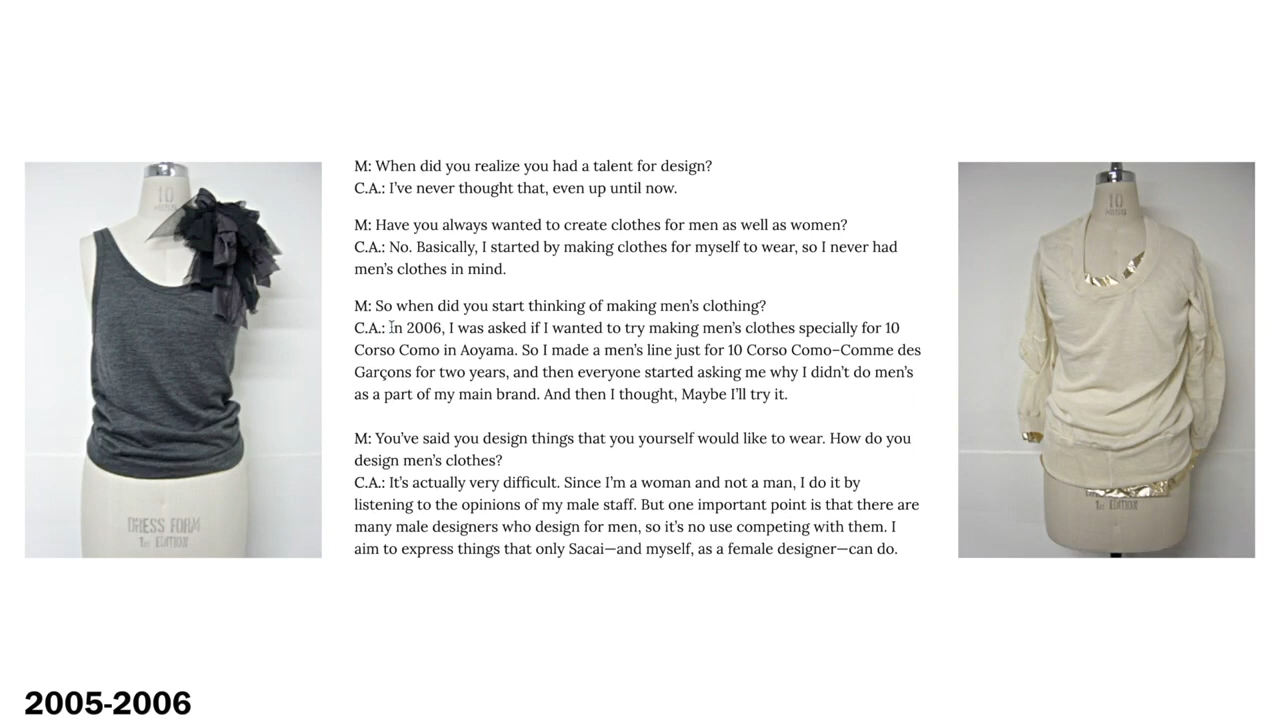 M: When did you realize you had a talent for design?
C.A.: I’ve never thought that, even up until now.
M: Have you always wanted to create clothes for men as well as women?
C.A.: No. Basically, I started by making clothes for myself to wear, so I never had
men’s clothes in mind.
M: So when did you start thinking of making men’s clothing?
C.A.: In 2006, I was asked if I wanted to try making men’s clothes specially for 10
Corso Como in Aoyama. So I made a men’s line just for 10 Corso Como–Comme des
Garçons for two years, and then everyone started asking me why I didn’t do men’s
as a part of my main brand. And then I thought, Maybe I’ll try it.
M: You’ve said you design things that you yourself would like to wear. How do you
design men’s clothes?
C.A.: It’s actually very difficult. Since I’m a woman and not a man, I do it by
listening to the opinions of my male staff. But one important point is that there are
many male designers who design for men, so it’s no use competing with them. I
aim to express things that only Sacai—and myself, as a female designer—can do.
10
DRESS FORM
1st EDITION
10
1st EDITION
2005-2006